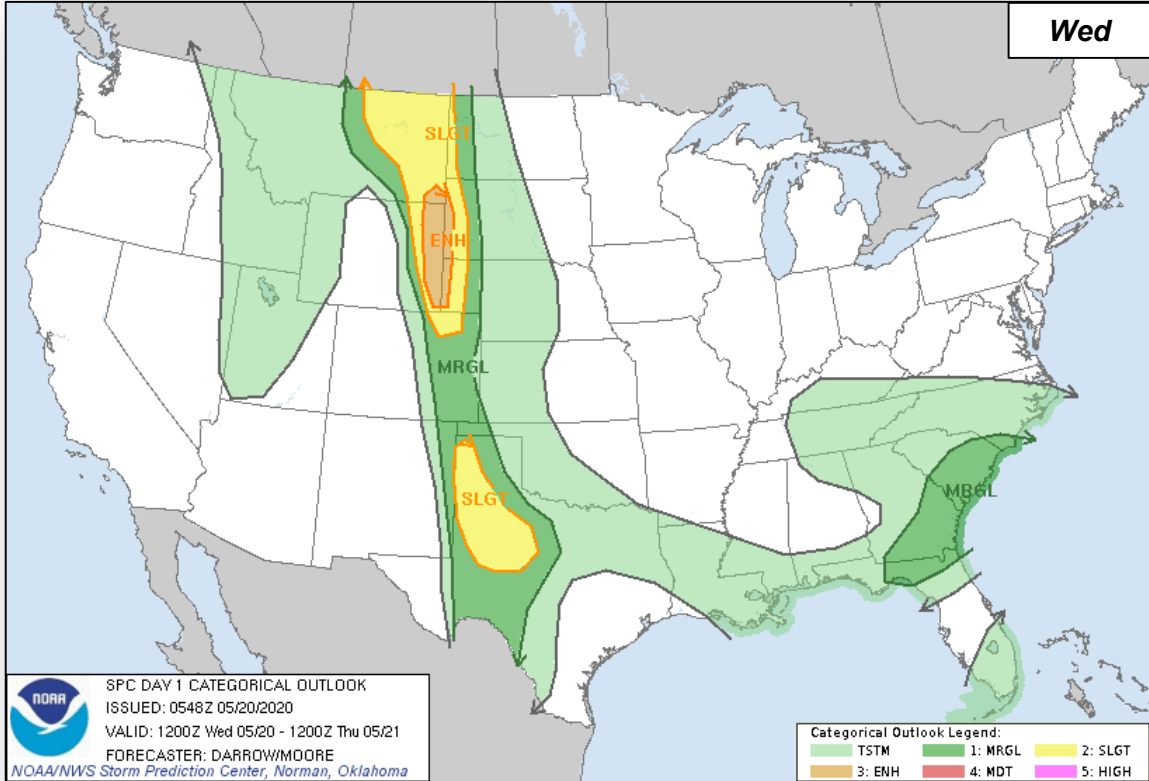 Wed
SLGT
ENH
MRGL
SLGT
MRGL
NOAA
SPC DAY 1 CATEGORICAL OUTLOOK
ISSUED: 0548Z 05/20/2020
VALID: 1200Z Wed 05/20 - 1200Z Thu 05/21
FORECASTER: DARROW/MOORE
NOAA/NWS Storm Prediction Center, Norman, Oklahoma
Categorical Outlook Legend:
TSTM 1: MRGL 2: SLGT
3: ENH 4: MDT 5: HIGH